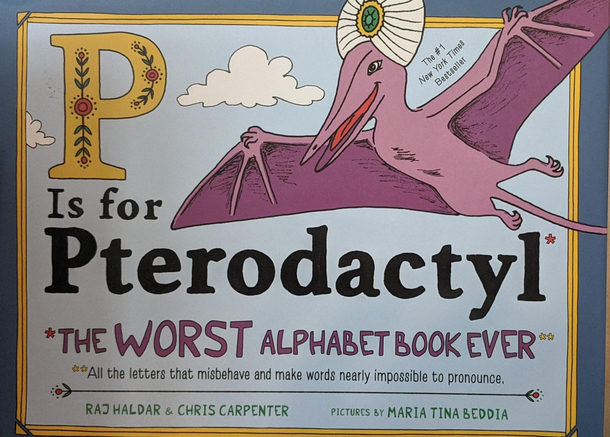 The #1
New York Times
Bestseller
P
Is for
Pterodactyl*
*THE WORST ALPHABET BOOK EVER**
**All the letters that misbehave and make words nearly impossible to pronounce.
RAJ HALDAR & CHRIS CARPENTER PICTURES BY MARIA TINA BEDDIA